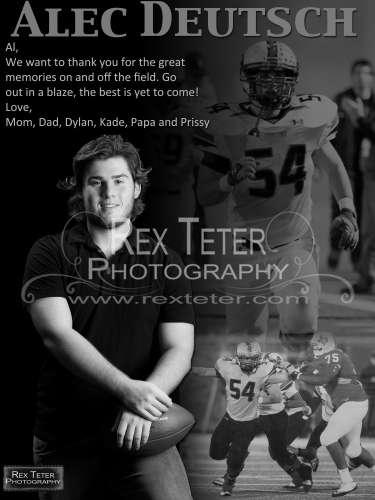 ALEC DEUTSCH
Al,
We want to thank you for the great
memories on and off the field. Go
out in a blaze, the best is yet to come!
Love,
Mom, Dad, Dylan, Kade, Papa and Prissy
54
REX TETER
PHOTOGRAPHY
www.rexteter.com
54
75
REX TETER
PHOTOGRAPHY